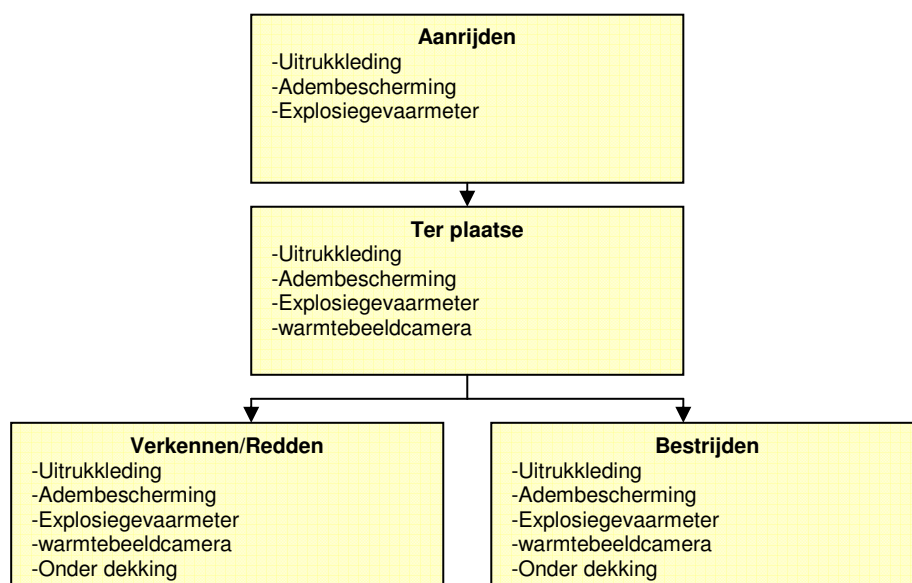 Aanrijden
-Uitrukkleding
-Adembescherming
-Explosiegevaarmeter
Ter plaatse
-Uitrukkleding
-Adembescherming
-Explosiegevaarmeter
-warmtebeeldcamera
Verkennen/Redden
-Uitrukkleding
-Adembescherming
-Explosiegevaarmeter
-warmtebeeldcamera
-Onder dekking
Bestrijden
-Uitrukkleding
-Adembescherming
-Explosiegevaarmeter
-warmtebeeldcamera
-Onder dekking